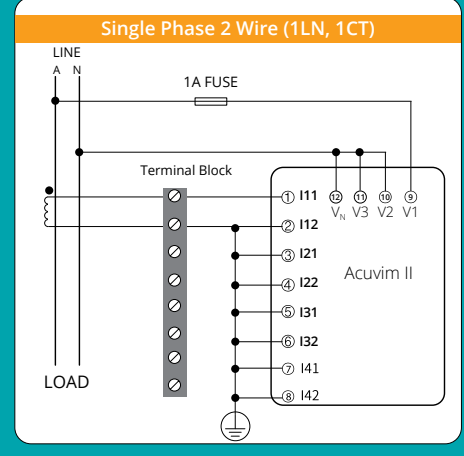 Single Phase 2 Wire (1LN, 1CT)
LINE
A N
1A FUSE
Terminal Block
1 I11
2 I12
3 I21
4 I22
5 I31
6 I32
7 I41
8 I42
12 11 10 9
VN V3 V2 V1
Acuvim II
LOAD